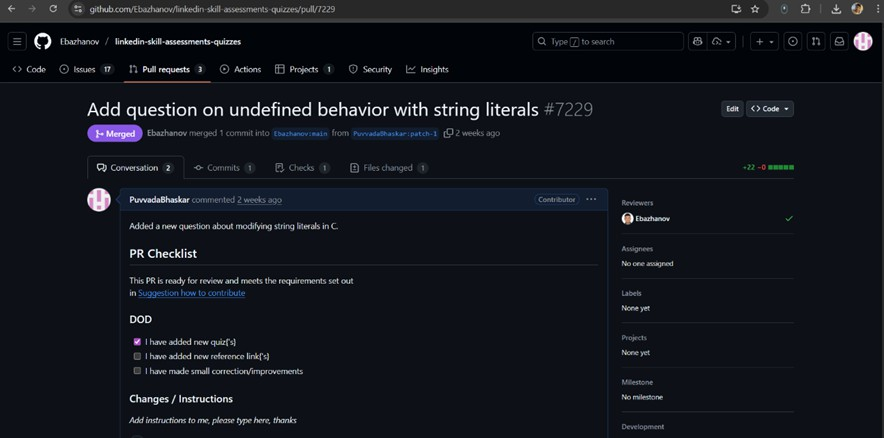 github.com/Ebazhanov/linkedin-skill-assessments-quizzes/pull/7229
Ebazhanov / linkedin-skill-assessments-quizzes
Type / to search
Code Issues 17 Pull requests 3 Actions Projects 1 Security Insights
Add question on undefined behavior with string literals #7229
Edit <> Code
Merged Ebazhanov merged 1 commit into Ebazhanov:main from PuvvadaBhaskar:patch-1 2 weeks ago
Conversation 2 Commits 1 Checks 1 Files changed 1
+22 −0
PuvvadaBhaskar commented 2 weeks ago Contributor ...
Added a new question about modifying string literals in C.
PR Checklist
This PR is ready for review and meets the requirements set out
in Suggestion how to contribute
DOD
I have added new quiz('s)
I have added new reference link('s)
I have made small correction/improvements
Changes / Instructions
Add instructions to me, please type here, thanks
Reviewers
Ebazhanov
Assignees
No one assigned
Labels
None yet
Projects
None yet
Milestone
No milestone
Development